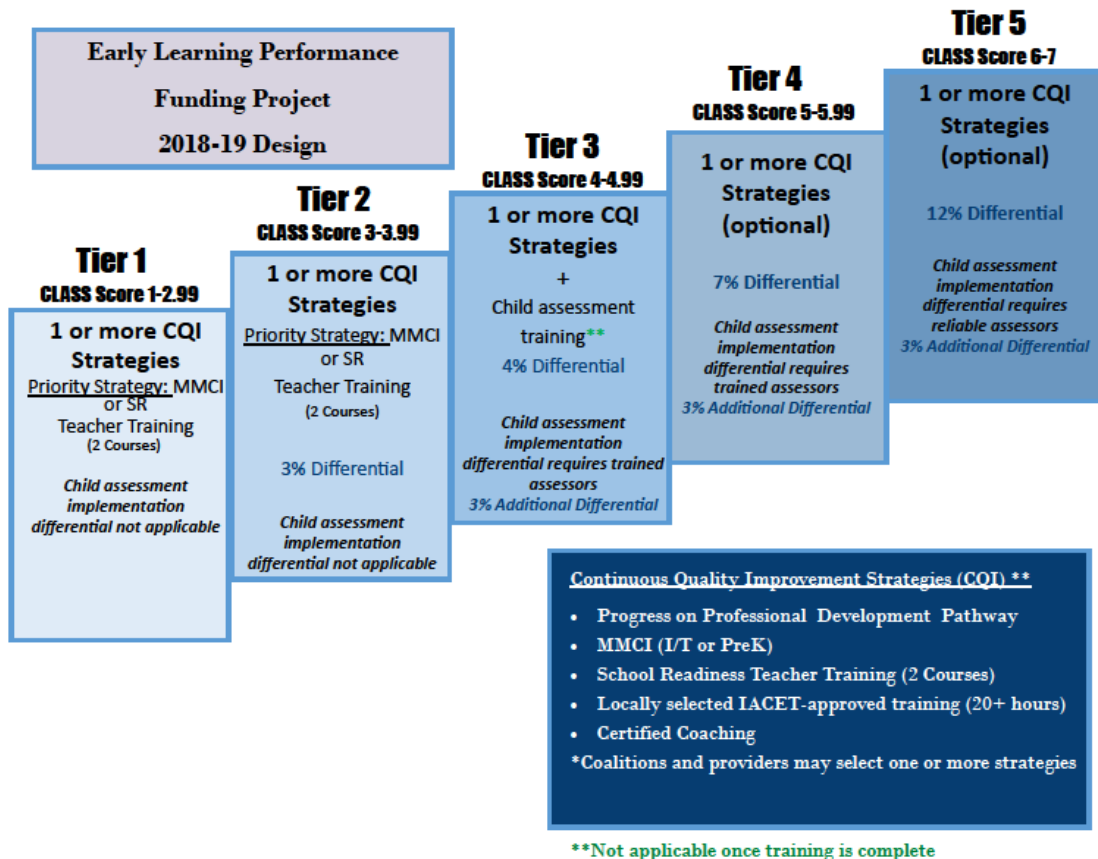 Early Learning Performance
Funding Project
2018-19 Design
Tier 1
CLASS Score 1-2.99
1 or more CQI
Strategies
Priority Strategy: MMCI
or SR
Teacher Training
(2 Courses)
Child assessment
implementation
differential not applicable
Tier 2
CLASS Score 3-3.99
1 or more CQI
Strategies
Priority Strategy: MMCI
or SR
Teacher Training
(2 Courses)
3% Differential
Child assessment
implementation
differential not applicable
Tier 3
CLASS Score 4-4.99
1 or more CQI
Strategies
+
Child assessment
training**
4% Differential
Child assessment
implementation
differential requires trained
assessors
3% Additional Differential
Tier 4
CLASS Score 5-5.99
1 or more CQI
Strategies
(optional)
7% Differential
Child assessment
implementation
differential requires
trained assessors
3% Additional Differential
Tier 5
CLASS Score 6-7
1 or more CQI
Strategies
(optional)
12% Differential
Child assessment
implementation
differential requires
reliable assessors
3% Additional Differential
Continuous Quality Improvement Strategies (CQI) **
• Progress on Professional Development Pathway
• MMCI (I/T or PreK)
• School Readiness Teacher Training (2 Courses)
• Locally selected IACET-approved training (20+ hours)
• Certified Coaching
*Coalitions and providers may select one or more strategies
**Not applicable once training is complete